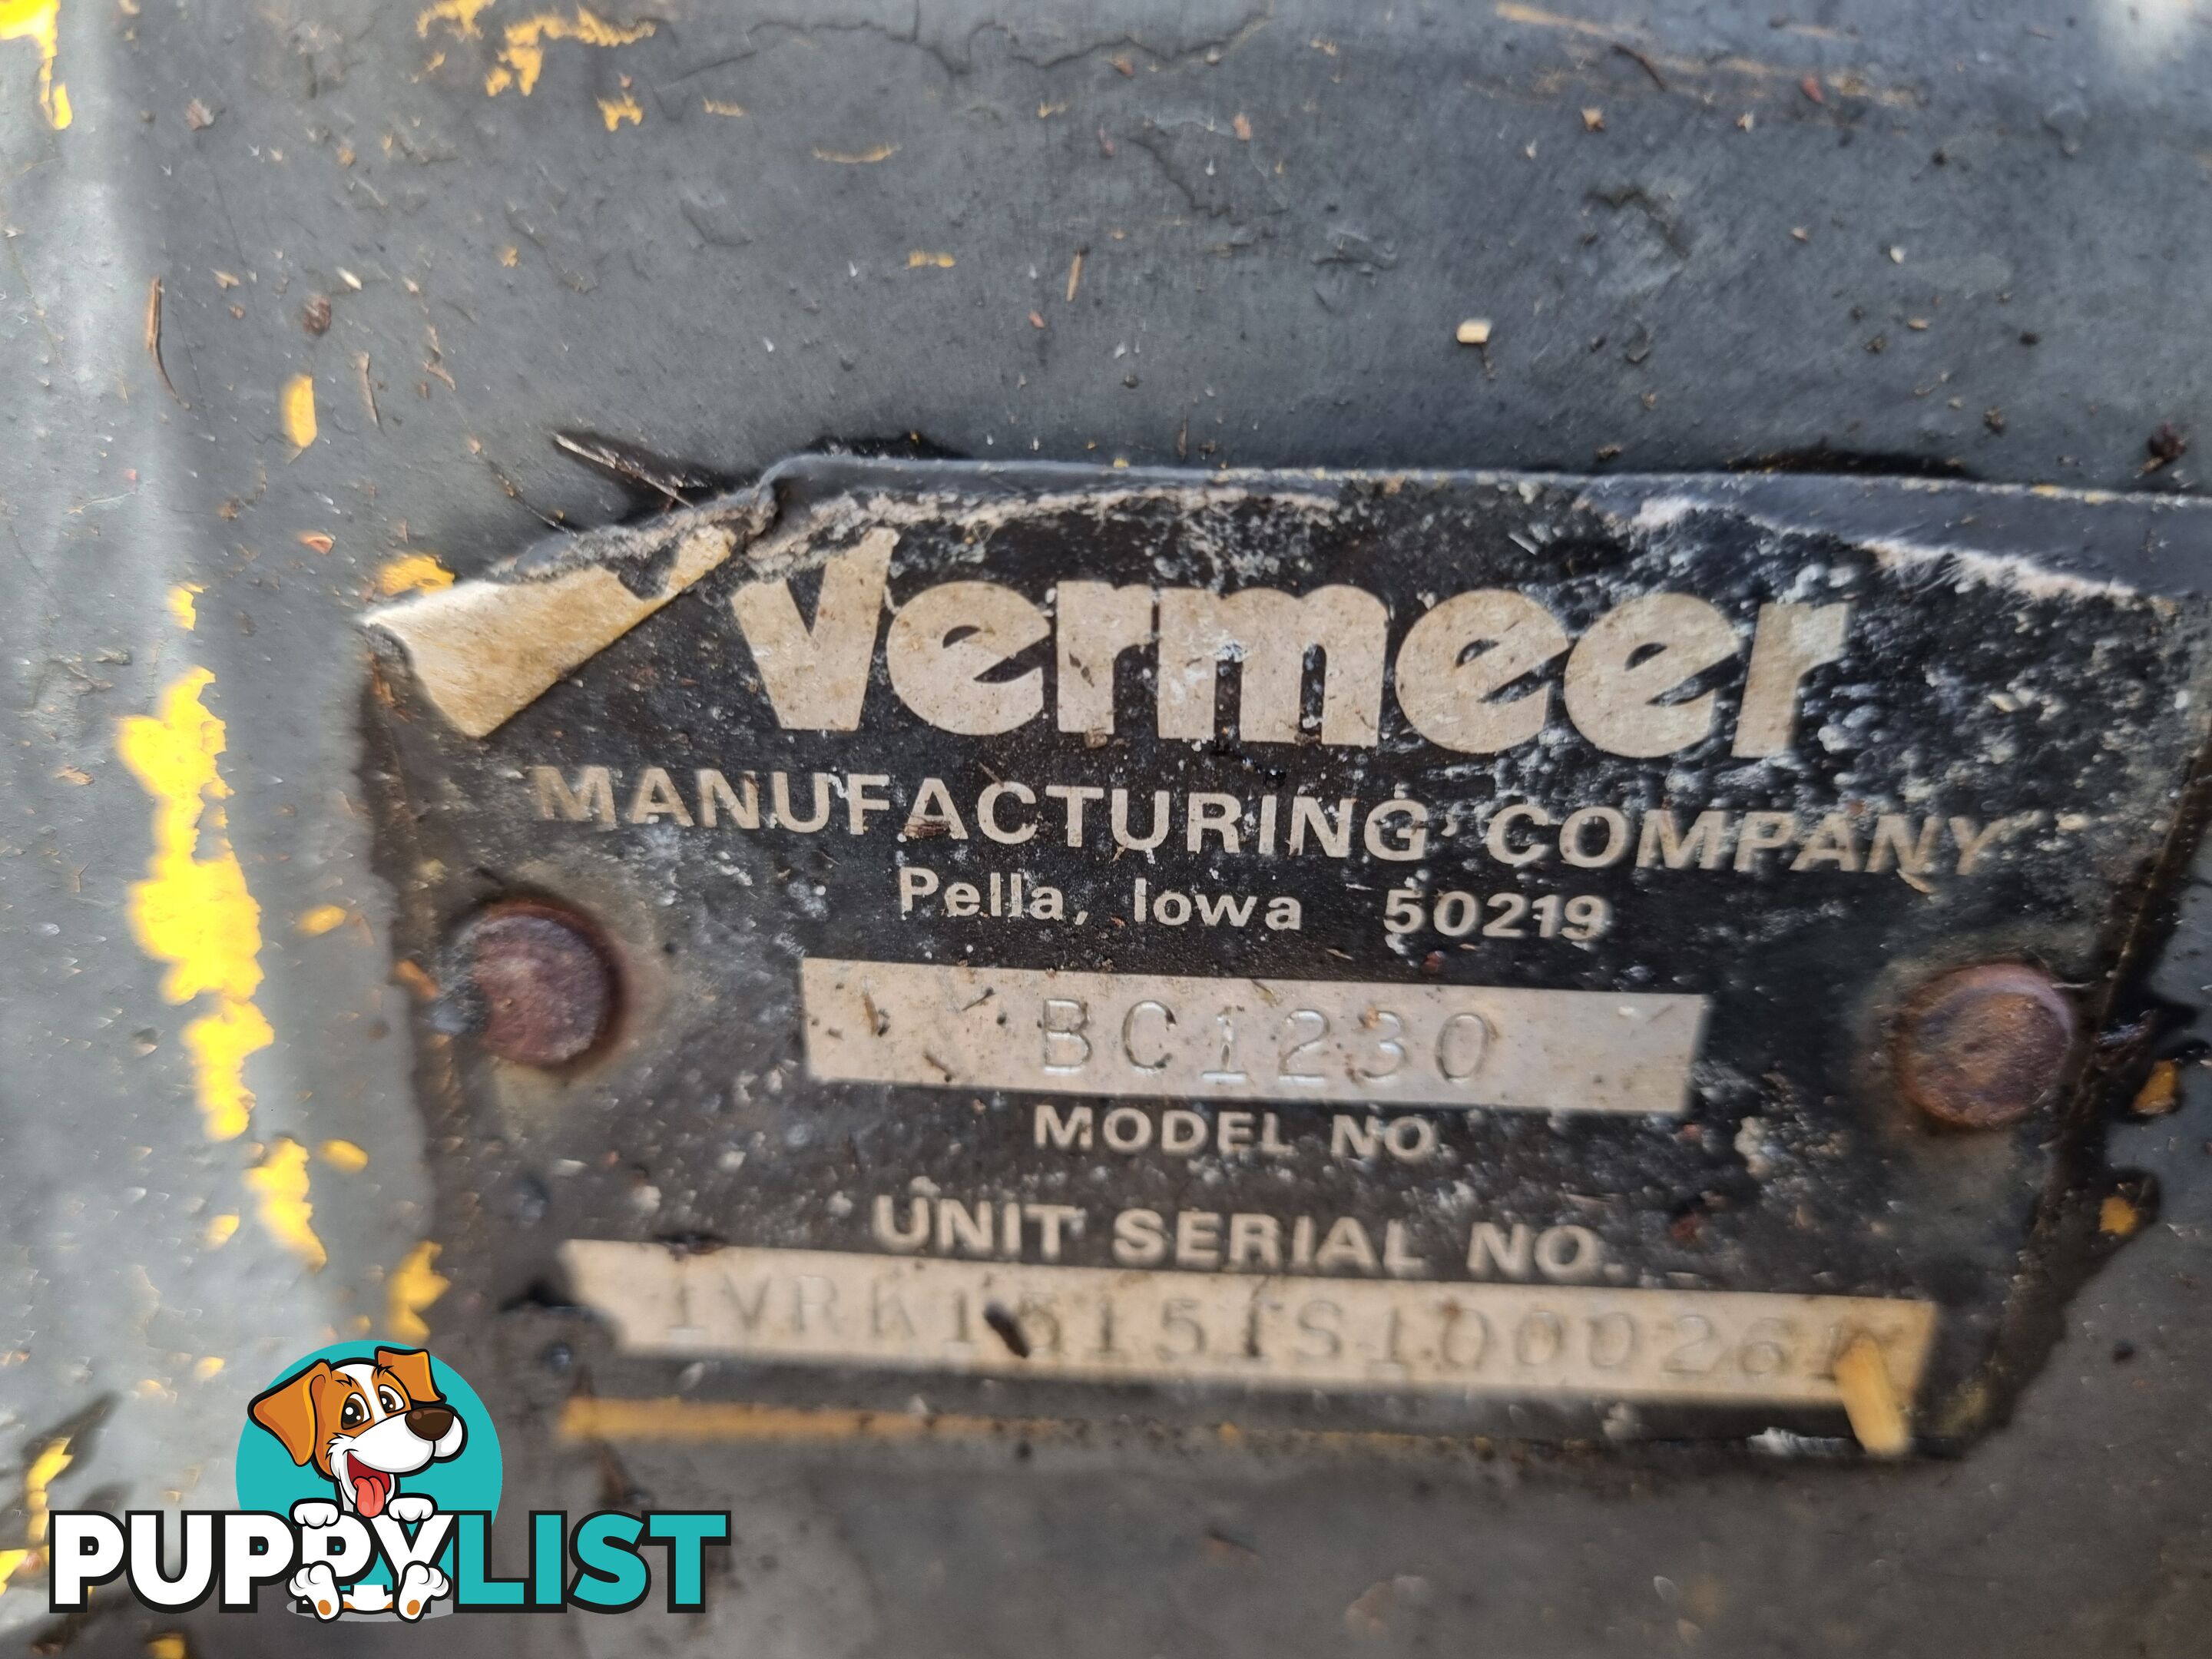 Vermeer
MANUFACTURING COMPANY
Pella, Iowa 50219
BC1230
MODEL NO.
UNIT SERIAL NO.
PUPPYLIST